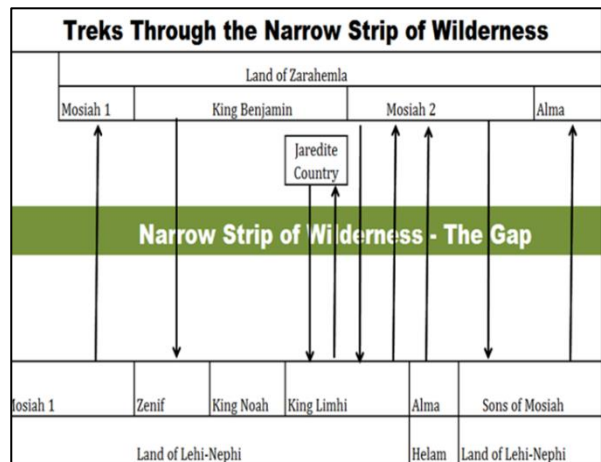 Treks Through the Narrow Strip of Wilderness
Land of Zarahemla
Mosiah 1 King Benjamin Mosiah 2 Alma
Jaredite
Country
Narrow Strip of Wilderness - The Gap
Mosiah 1 Zenif King Noah King Limhi Alma Sons of Mosiah
Land of Lehi-Nephi Helam Land of Lehi-Nephi